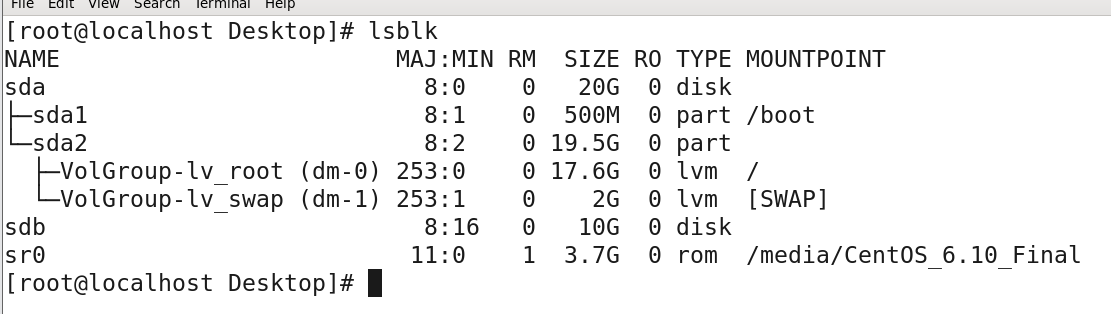 File Edit View Search Terminal Help
[root@localhost Desktop]# lsblk
NAME                        MAJ:MIN RM   SIZE RO TYPE MOUNTPOINT
sda                           8:0    0    20G  0 disk
├─sda1                        8:1    0   500M  0 part /boot
└─sda2                        8:2    0  19.5G  0 part
  ├─VolGroup-lv_root (dm-0) 253:0    0  17.6G  0 lvm  /
  └─VolGroup-lv_swap (dm-1) 253:1    0     2G  0 lvm  [SWAP]
sdb                           8:16   0    10G  0 disk
sr0                          11:0    1   3.7G  0 rom  /media/CentOS_6.10_Final
[root@localhost Desktop]#